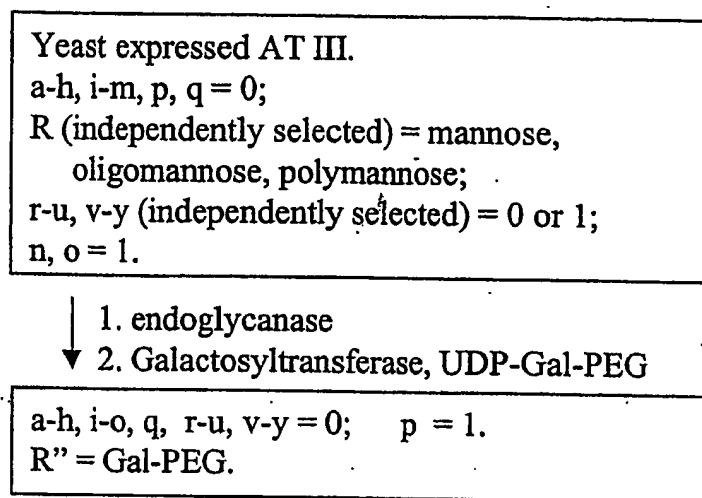 Yeast expressed AT III.
a-h, i-m, p, q = 0;
R (independently selected) = mannose,
oligomannose, polymannose;
r-u, v-y (independently selected) = 0 or 1;
n, o = 1.
1. endoglycanase
2. Galactosyltransferase, UDP-Gal-PEG
a-h, i-o, q, r-u, v-y = 0; p = 1.
R” = Gal-PEG.